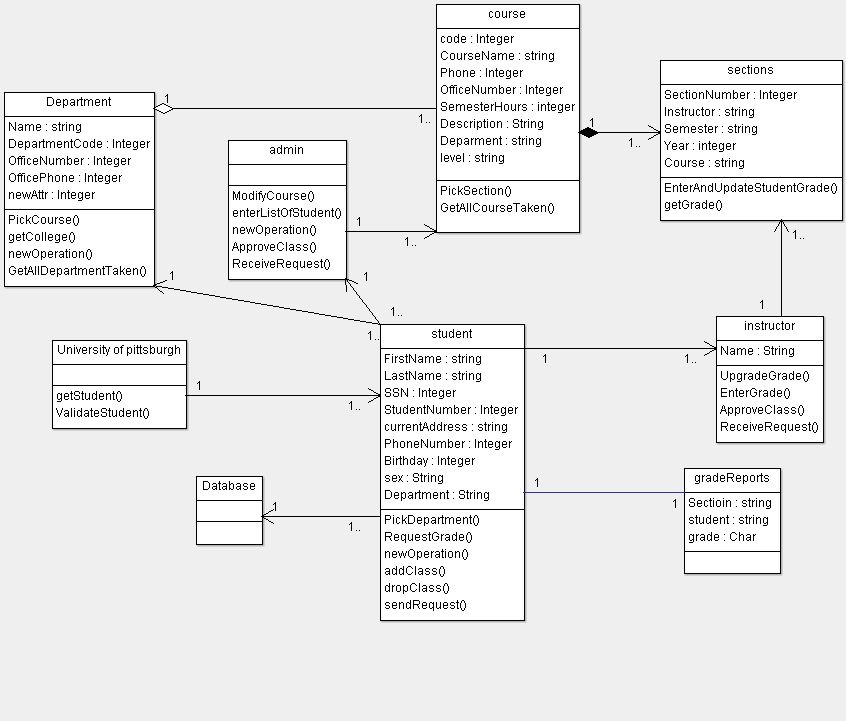 course
code : Integer
CourseName : string
Phone : Integer
OfficeNumber : Integer
SemesterHours : integer
Description : String
Deparment : string
level : string
PickSection()
GetAllCourseTaken()
sections
SectionNumber : Integer
Instructor : string
Semester : string
Year : integer
Course : string
EnterAndUpdateStudentGrade()
getGrade()
Department
Name : string
DepartmentCode : Integer
OfficeNumber : Integer
OfficePhone : Integer
newAttr : Integer
PickCourse()
getCollege()
newOperation()
GetAllDepartmentTaken()
1
1..
1
1..
admin
ModifyCourse()
enterListOfStudent()
newOperation()
ApproveClass()
ReceiveRequest()
1
1..
1..
1
1
1
1..
1..
student
FirstName : string
LastName : string
SSN : Integer
StudentNumber : Integer
currentAddress : string
PhoneNumber : Integer
Birthday : Integer
sex : String
Department : String
PickDepartment()
RequestGrade()
newOperation()
addClass()
dropClass()
sendRequest()
instructor
Name : String
UpgradeGrade()
EnterGrade()
ApproveClass()
ReceiveRequest()
1
1..
University of pittsburgh
getStudent()
ValidateStudent()
1
1..
Database
1
1..
gradeReports
Sectioin : string
student : string
grade : Char
1
1